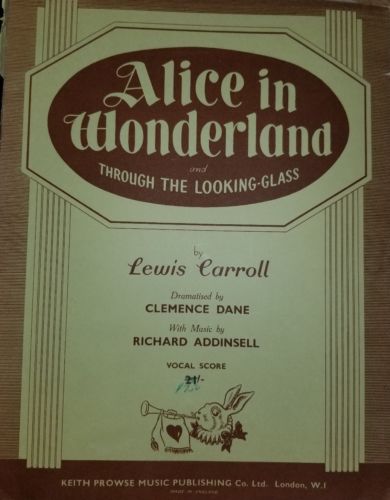 Alice in
Wonderland
and
THROUGH THE LOOKING-GLASS
by
Lewis Carroll
Dramatised by
CLEMENCE DANE
With Music by
RICHARD ADDINSELL
VOCAL SCORE
21/-
KEITH PROWSE MUSIC PUBLISHING Co. Ltd. London, W.1
MADE IN ENGLAND